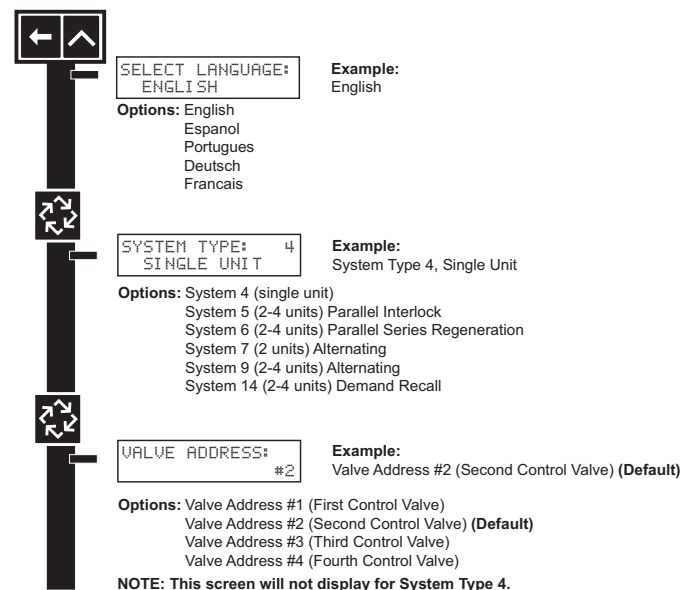 SELECT LANGUAGE:
ENGLISH
Example:
English
Options: English
Espanol
Portugues
Deutsch
Francais
SYSTEM TYPE: 4
SINGLE UNIT
Example:
System Type 4, Single Unit
Options: System 4 (single unit)
System 5 (2-4 units) Parallel Interlock
System 6 (2-4 units) Parallel Series Regeneration
System 7 (2 units) Alternating
System 9 (2-4 units) Alternating
System 14 (2-4 units) Demand Recall
VALVE ADDRESS:
#2
Example:
Valve Address #2 (Second Control Valve) (Default)
Options: Valve Address #1 (First Control Valve)
Valve Address #2 (Second Control Valve) (Default)
Valve Address #3 (Third Control Valve)
Valve Address #4 (Fourth Control Valve)
NOTE: This screen will not display for System Type 4.